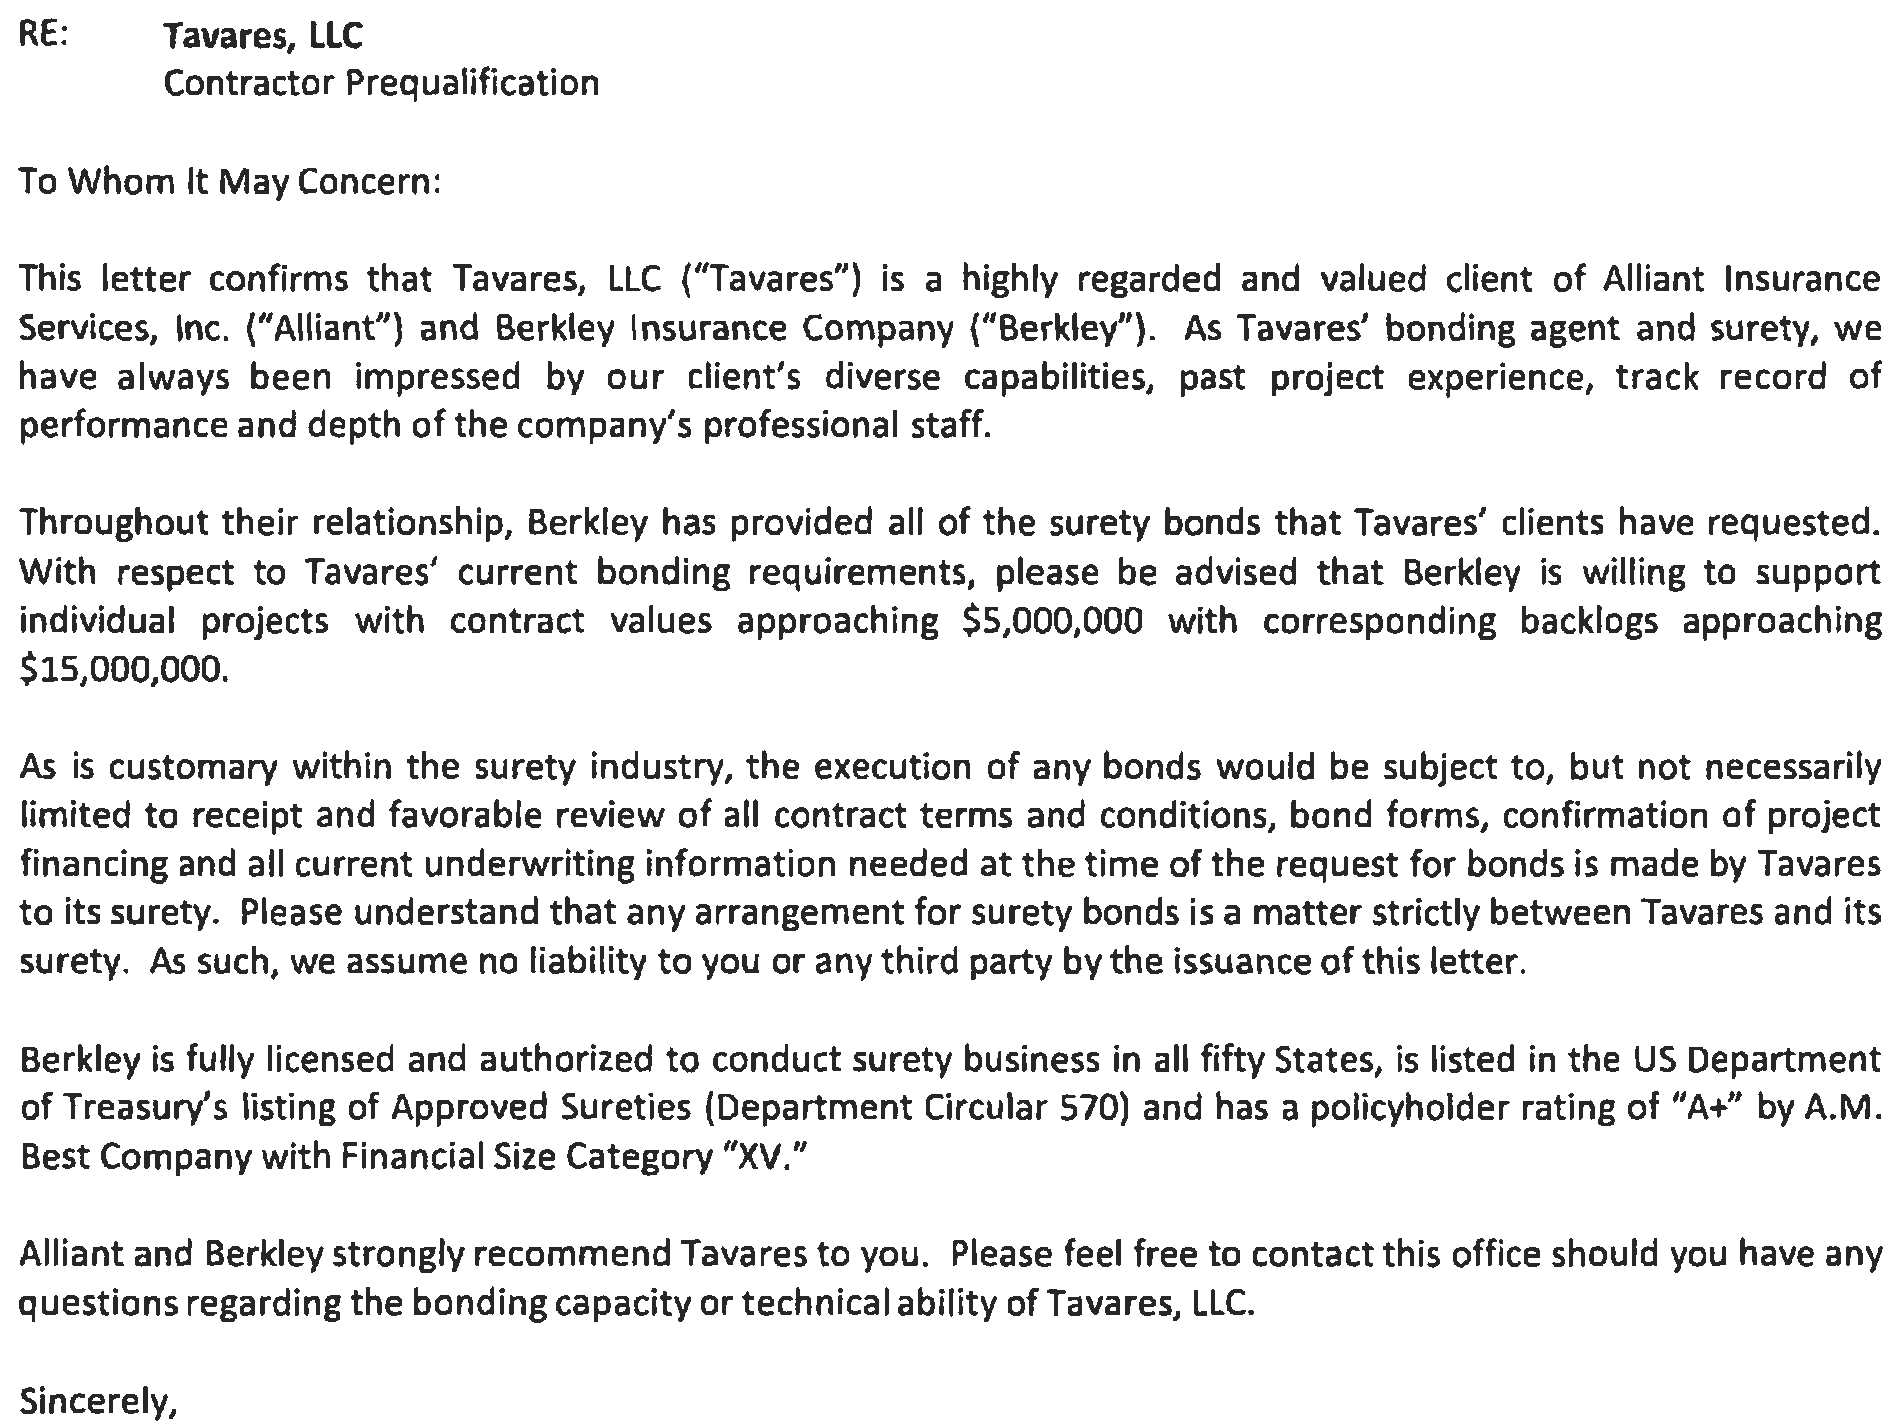 RE: Tavares, LLC
Contractor Prequalification
To Whom It May Concern:
This letter confirms that Tavares, LLC (“Tavares”) is a highly regarded and valued client of Alliant Insurance
Services, Inc. (“Alliant”) and Berkley Insurance Company (“Berkley”). As Tavares’ bonding agent and surety, we
have always been impressed by our client’s diverse capabilities, past project experience, track record of
performance and depth of the company’s professional staff.
Throughout their relationship, Berkley has provided all of the surety bonds that Tavares’ clients have requested.
With respect to Tavares’ current bonding requirements, please be advised that Berkley is willing to support
individual projects with contract values approaching $5,000,000 with corresponding backlogs approaching
$15,000,000.
As is customary within the surety industry, the execution of any bonds would be subject to, but not necessarily
limited to receipt and favorable review of all contract terms and conditions, bond forms, confirmation of project
financing and all current underwriting information needed at the time of the request for bonds is made by Tavares
to its surety. Please understand that any arrangement for surety bonds is a matter strictly between Tavares and its
surety. As such, we assume no liability to you or any third party by the issuance of this letter.
Berkley is fully licensed and authorized to conduct surety business in all fifty States, is listed in the US Department
of Treasury’s listing of Approved Sureties (Department Circular 570) and has a policyholder rating of “A+” by A.M.
Best Company with Financial Size Category “XV.”
Alliant and Berkley strongly recommend Tavares to you. Please feel free to contact this office should you have any
questions regarding the bonding capacity or technical ability of Tavares, LLC.
Sincerely,